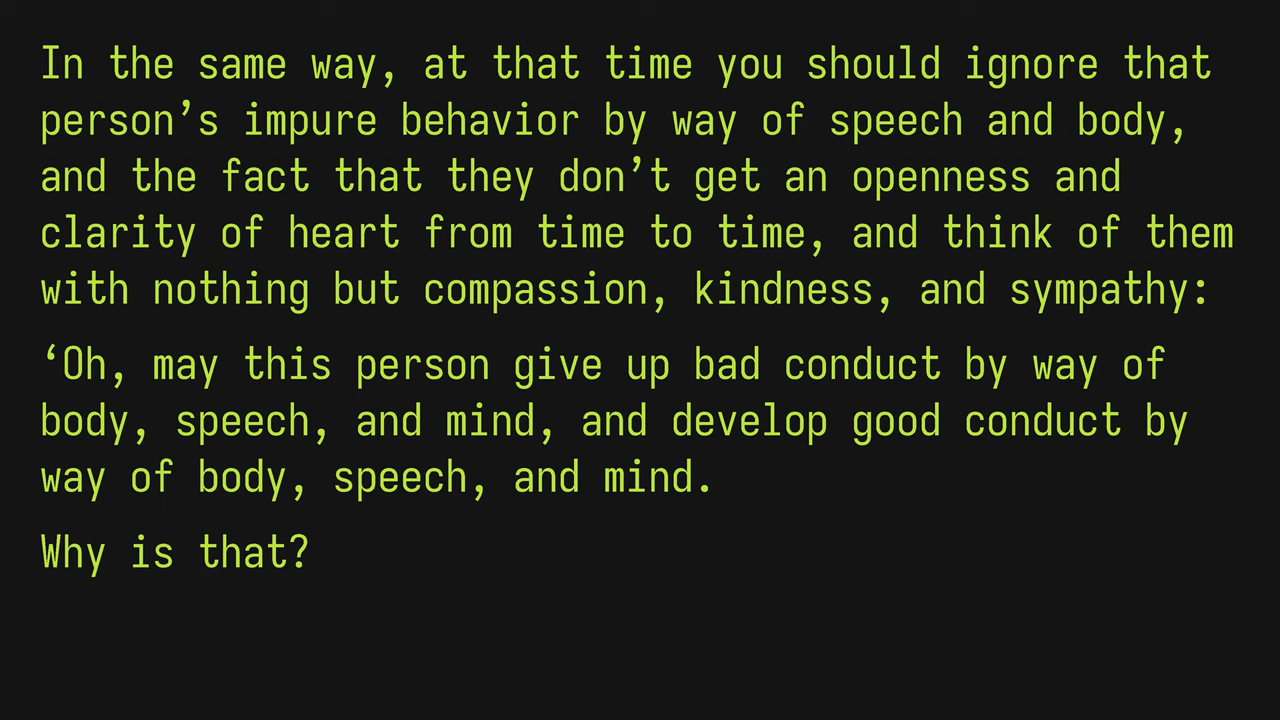 In the same way, at that time you should ignore that
person’s impure behavior by way of speech and body,
and the fact that they don’t get an openness and
clarity of heart from time to time, and think of them
with nothing but compassion, kindness, and sympathy:
‘Oh, may this person give up bad conduct by way of
body, speech, and mind, and develop good conduct by
way of body, speech, and mind.
Why is that?